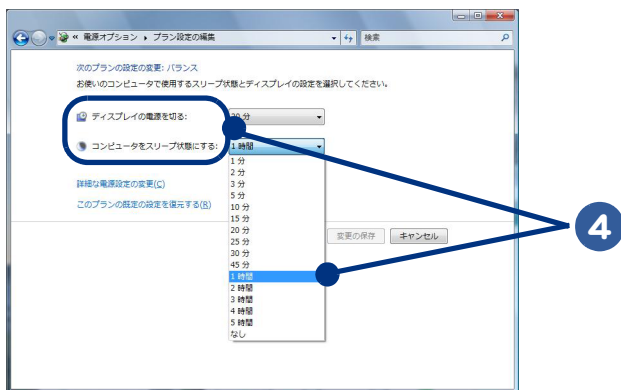 « 電源オプション ▸ プラン設定の編集
検索
次のプランの設定の変更: バランス
お使いのコンピュータで使用するスリープ状態とディスプレイの設定を選択してください。
ディスプレイの電源を切る:
20 分
コンピュータをスリープ状態にする:
1 時間
1 分
2 分
3 分
5 分
10 分
15 分
20 分
25 分
30 分
45 分
1 時間
2 時間
3 時間
4 時間
5 時間
なし
詳細な電源設定の変更(C)
このプランの既定の設定を復元する(R)
変更の保存
キャンセル
4